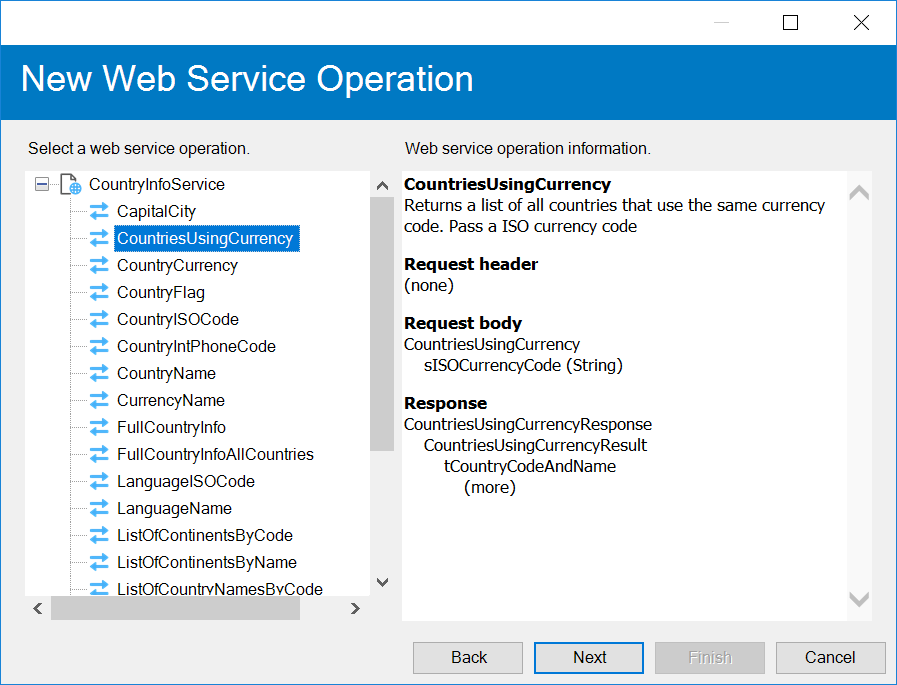 New Web Service Operation
Select a web service operation.
CountryInfoService
CapitalCity
CountriesUsingCurrency
CountryCurrency
CountryFlag
CountryISOCode
CountryIntPhoneCode
CountryName
CurrencyName
FullCountryInfo
FullCountryInfoAllCountries
LanguageISOCode
LanguageName
ListOfContinentsByCode
ListOfContinentsByName
ListOfCountryNamesByCode
Web service operation information.
CountriesUsingCurrency
Returns a list of all countries that use the same currency
code. Pass a ISO currency code
Request header
(none)
Request body
CountriesUsingCurrency
sISOCurrencyCode (String)
Response
CountriesUsingCurrencyResponse
CountriesUsingCurrencyResult
tCountryCodeAndName
(more)
Back
Next
Finish
Cancel